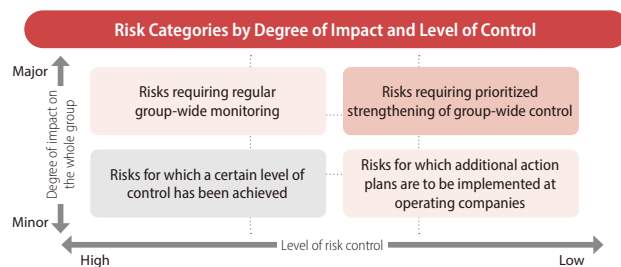 Risk Categories by Degree of Impact and Level of Control
Major
Degree of impact on
the whole group
Minor
Risks requiring regular
group-wide monitoring
Risks requiring prioritized
strengthening of group-wide control
Risks for which a certain level of
control has been achieved
Risks for which additional action
plans are to be implemented at
operating companies
Level of risk control
High
Low